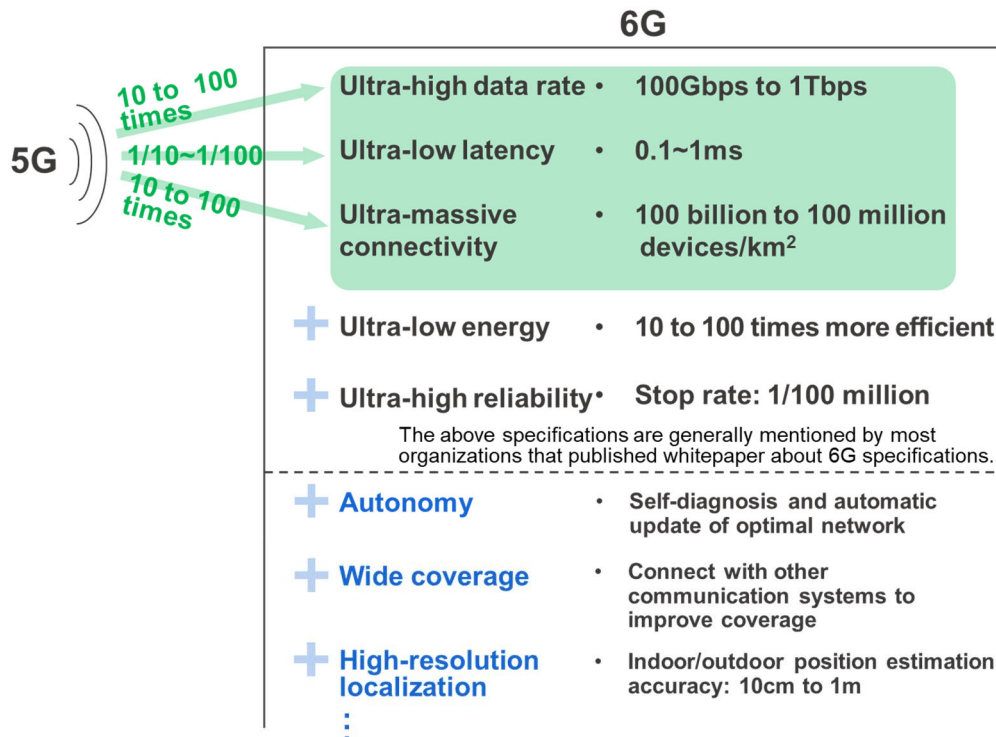 6G
5G
10 to 100
times
1/10~1/100
10 to 100
times
Ultra-high data rate • 100Gbps to 1Tbps
Ultra-low latency • 0.1~1ms
Ultra-massive
connectivity
• 100 billion to 100 million
devices/km²
+ Ultra-low energy • 10 to 100 times more efficient
+ Ultra-high reliability • Stop rate: 1/100 million
The above specifications are generally mentioned by most
organizations that published whitepaper about 6G specifications.
+ Autonomy
• Self-diagnosis and automatic
update of optimal network
+ Wide coverage
• Connect with other
communication systems to
improve coverage
+ High-resolution
localization
• Indoor/outdoor position estimation
accuracy: 10cm to 1m